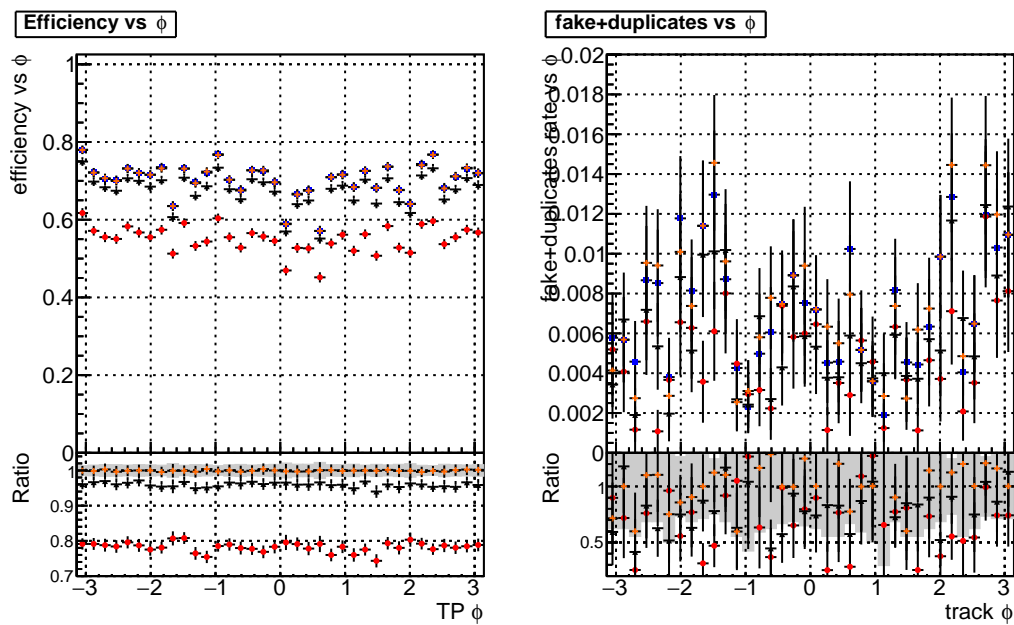 Efficiency vs ϕ
efficiency vs ϕ
1
0.8
0.6
0.4
0.2
0
Ratio
1
0.9
0.8
0.7
−3 −2 −1 0 1 2 3
TP ϕ
fake+duplicates vs ϕ
fake+duplicates rate vs ϕ
0.02
0.018
0.016
0.014
0.012
0.01
0.008
0.006
0.004
0.002
0
Ratio
1
0.5
−3 −2 −1 0 1 2 3
track ϕ